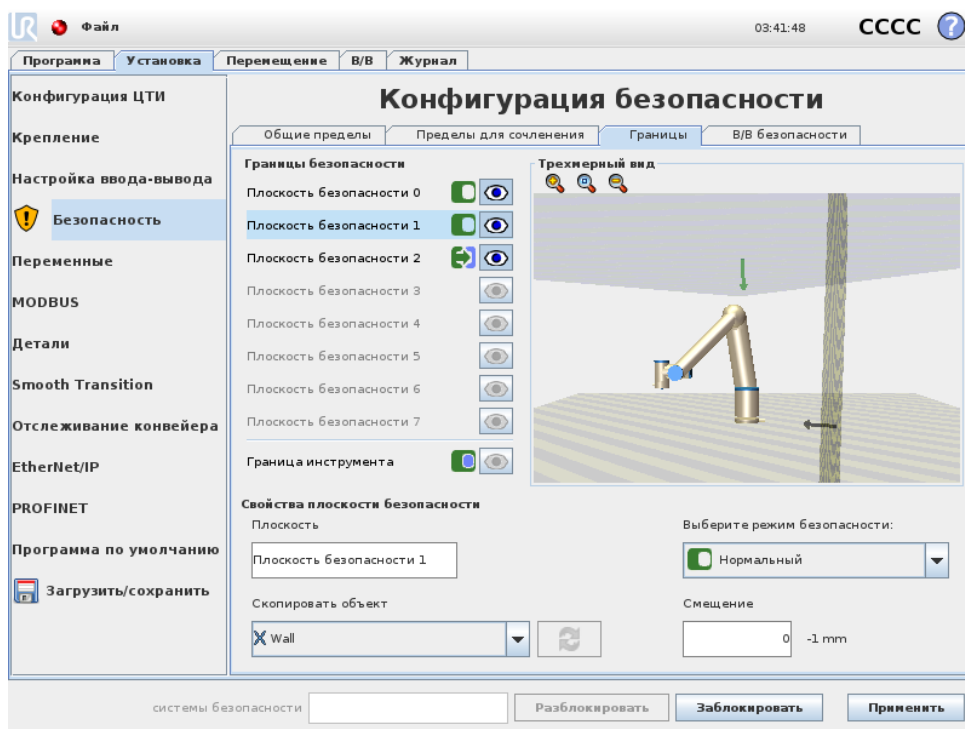 UR Файл 03:41:48 CCCC ?
Программа Установка Перемещение В/В Журнал
Конфигурация ЦТИ
Крепление
Настройка ввода-вывода
Безопасность
Переменные
MODBUS
Детали
Smooth Transition
Отслеживание конвейера
EtherNet/IP
PROFINET
Программа по умолчанию
Загрузить/сохранить
Конфигурация безопасности
Общие пределы Пределы для сочленения Границы В/В безопасности
Границы безопасности
Плоскость безопасности 0
Плоскость безопасности 1
Плоскость безопасности 2
Плоскость безопасности 3
Плоскость безопасности 4
Плоскость безопасности 5
Плоскость безопасности 6
Плоскость безопасности 7
Граница инструмента
Трехмерный вид
Свойства плоскости безопасности
Плоскость
Плоскость безопасности 1
Выберите режим безопасности:
Нормальный
Скопировать объект
Wall
Смещение
0 -1 mm
системы безопасности Разблокировать Заблокировать Применить